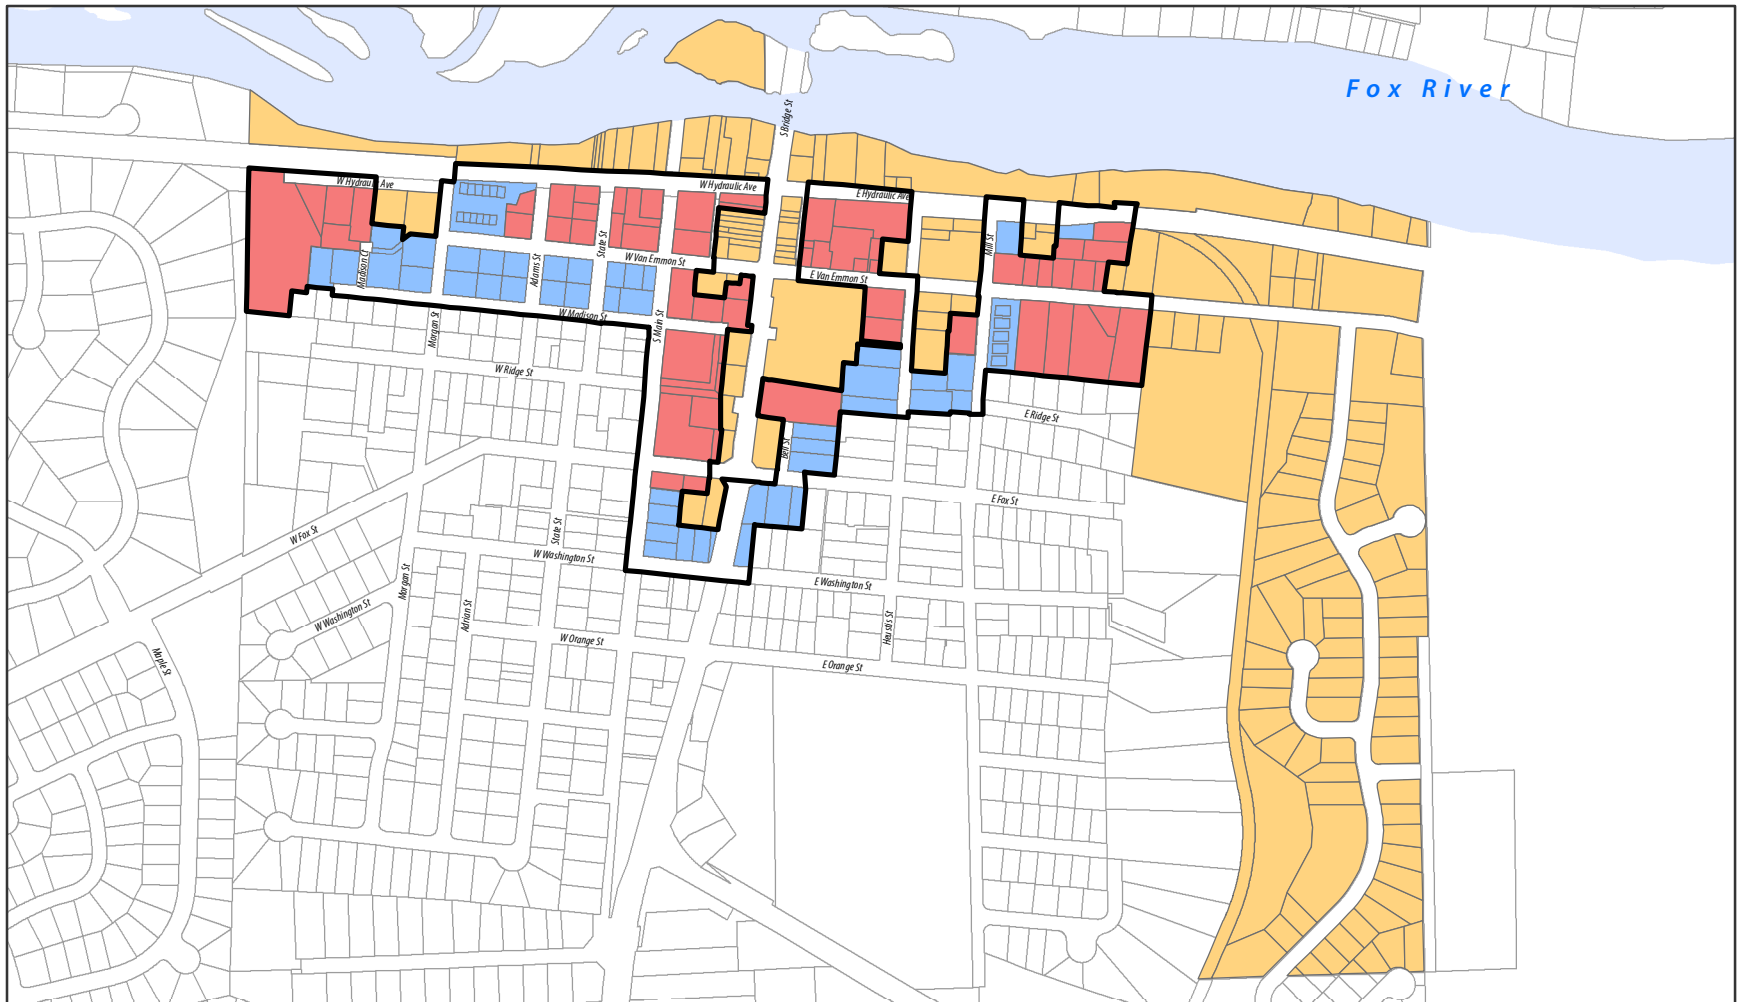 Fox River
S Bridge St
W Hydraulic Ave
W Hydraulic Ave
E Hydraulic Ave
State St
Mill St
Madison Ct
Adams St
W Van Emmon St
E Van Emmon St
W Madison St
S Main St
Morgan St
W Ridge St
E Ridge St
Bell St
E Fox St
W Fox St
State St
W Washington St
E Washington St
Morgan St
W Washington St
Adrian St
Heustis St
W Orange St
E Orange St
Maple St